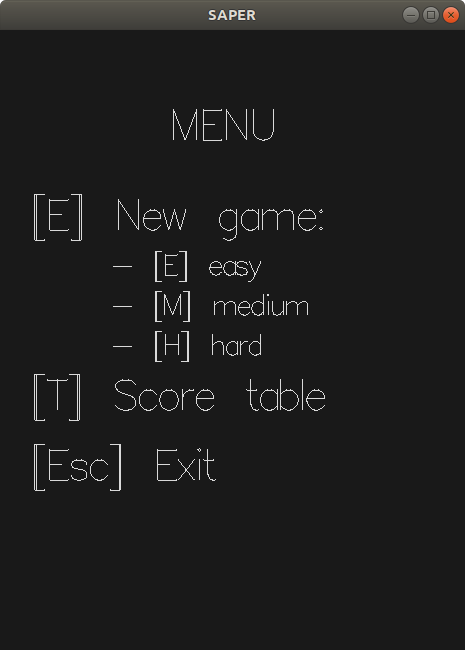 SAPER
MENU
[E] New game:
— [E] easy
— [M] medium
— [H] hard
[T] Score table
[Esc] Exit